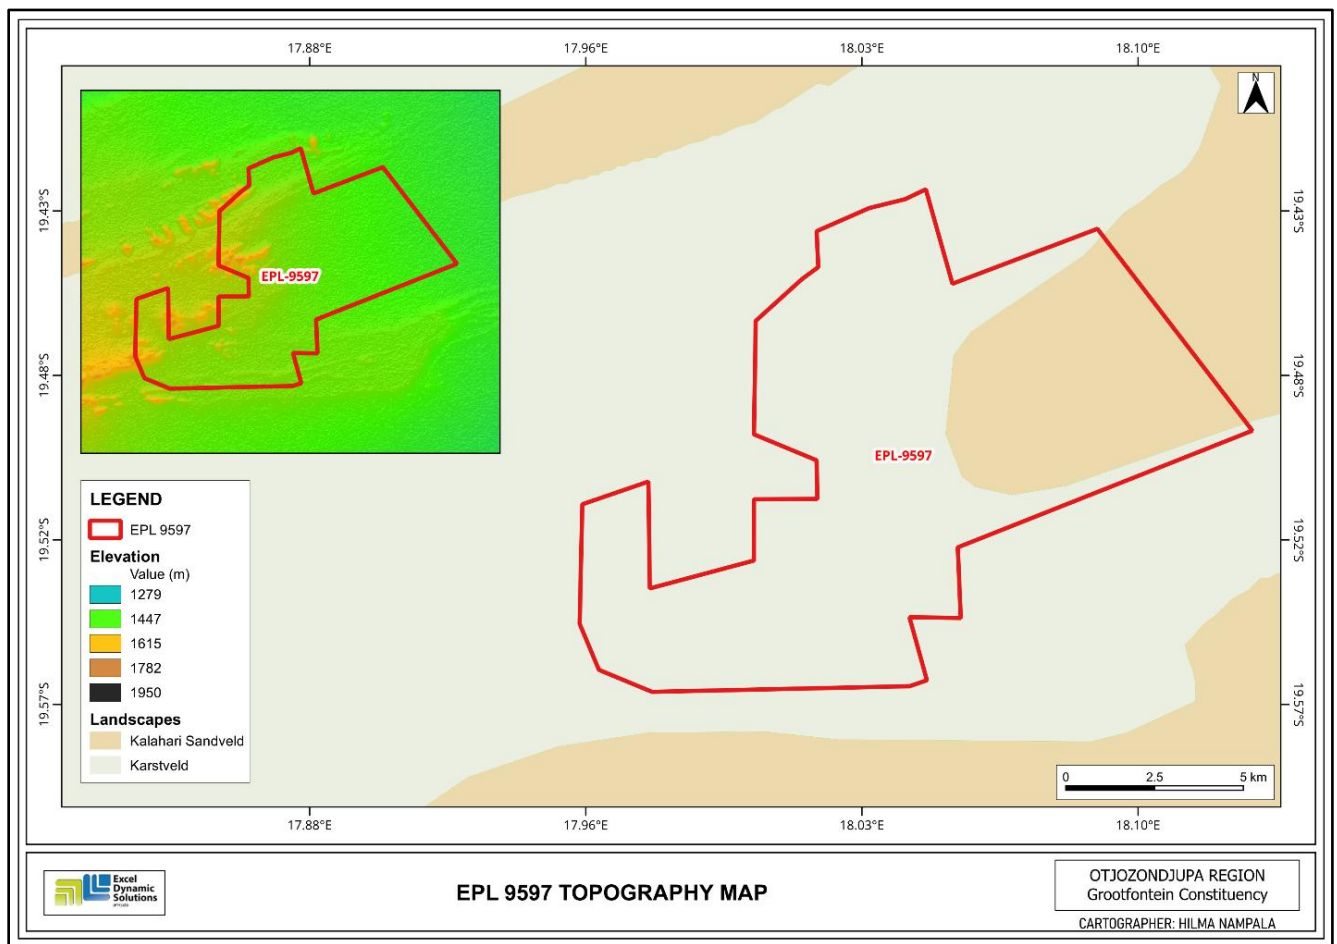 17.88°E
17.96°E
18.03°E
18.10°E
N
19.43°S
19.43°S
EPL-9597
19.48°S
19.48°S
EPL-9597
LEGEND
EPL 9597
Elevation
Value (m)
1279
1447
1615
1782
1950
Landscapes
Kalahari Sandveld
Karstveld
19.52°S
19.52°S
19.57°S
19.57°S
0 2.5 5 km
17.88°E
17.96°E
18.03°E
18.10°E
Excel
Dynamic
Solutions
EPL 9597 TOPOGRAPHY MAP
OTJOZONDJUPA REGION
Grootfontein Constituency
CARTOGRAPHER: HILMA NAMPALA